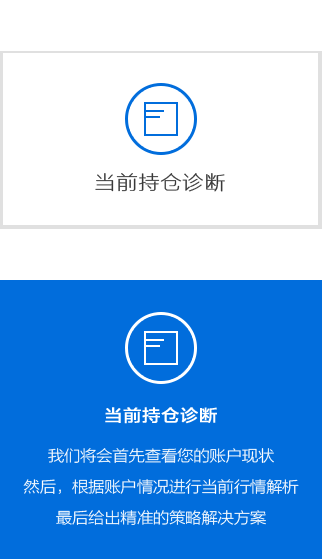 当前持仓诊断
当前持仓诊断
我们将会首先查看您的账户现状
然后，根据账户情况进行当前行情解析
最后给出精准的策略解决方案